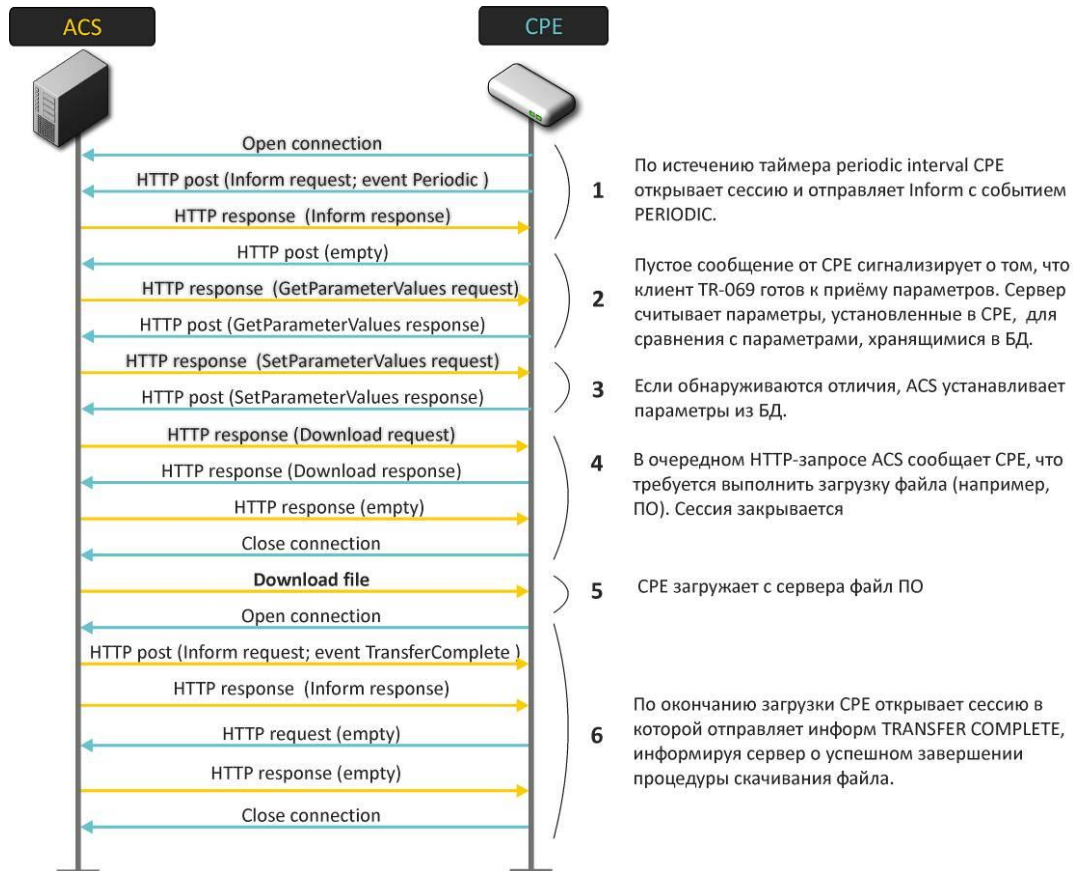 ACS
CPE
Open connection
HTTP post (Inform request; event Periodic )
HTTP response  (Inform response)
1
По истечению таймера periodic interval CPE
открывает сессию и отправляет Inform с событием
PERIODIC.
HTTP post (empty)
HTTP response  (GetParameterValues request)
HTTP post (GetParameterValues response)
2
Пустое сообщение от CPE сигнализирует о том, что
клиент TR-069 готов к приёму параметров. Сервер
считывает параметры, установленные в CPE,  для
сравнения с параметрами, хранящимися в БД.
HTTP response  (SetParameterValues request)
HTTP post (SetParameterValues response)
3
Если обнаруживаются отличия, ACS устанавливает
параметры из БД.
HTTP response (Download request)
HTTP response (Download response)
HTTP response (empty)
Close connection
4
В очередном HTTP-запросе ACS сообщает CPE, что
требуется выполнить загрузку файла (например,
ПО). Сессия закрывается
Download file
5
CPE загружает с сервера файл ПО
Open connection
HTTP post (Inform request; event TransferComplete )
HTTP response  (Inform response)
HTTP request (empty)
HTTP response (empty)
Close connection
6
По окончанию загрузки CPE открывает сессию в
которой отправляет информ TRANSFER COMPLETE,
информируя сервер о успешном завершении
процедуры скачивания файла.